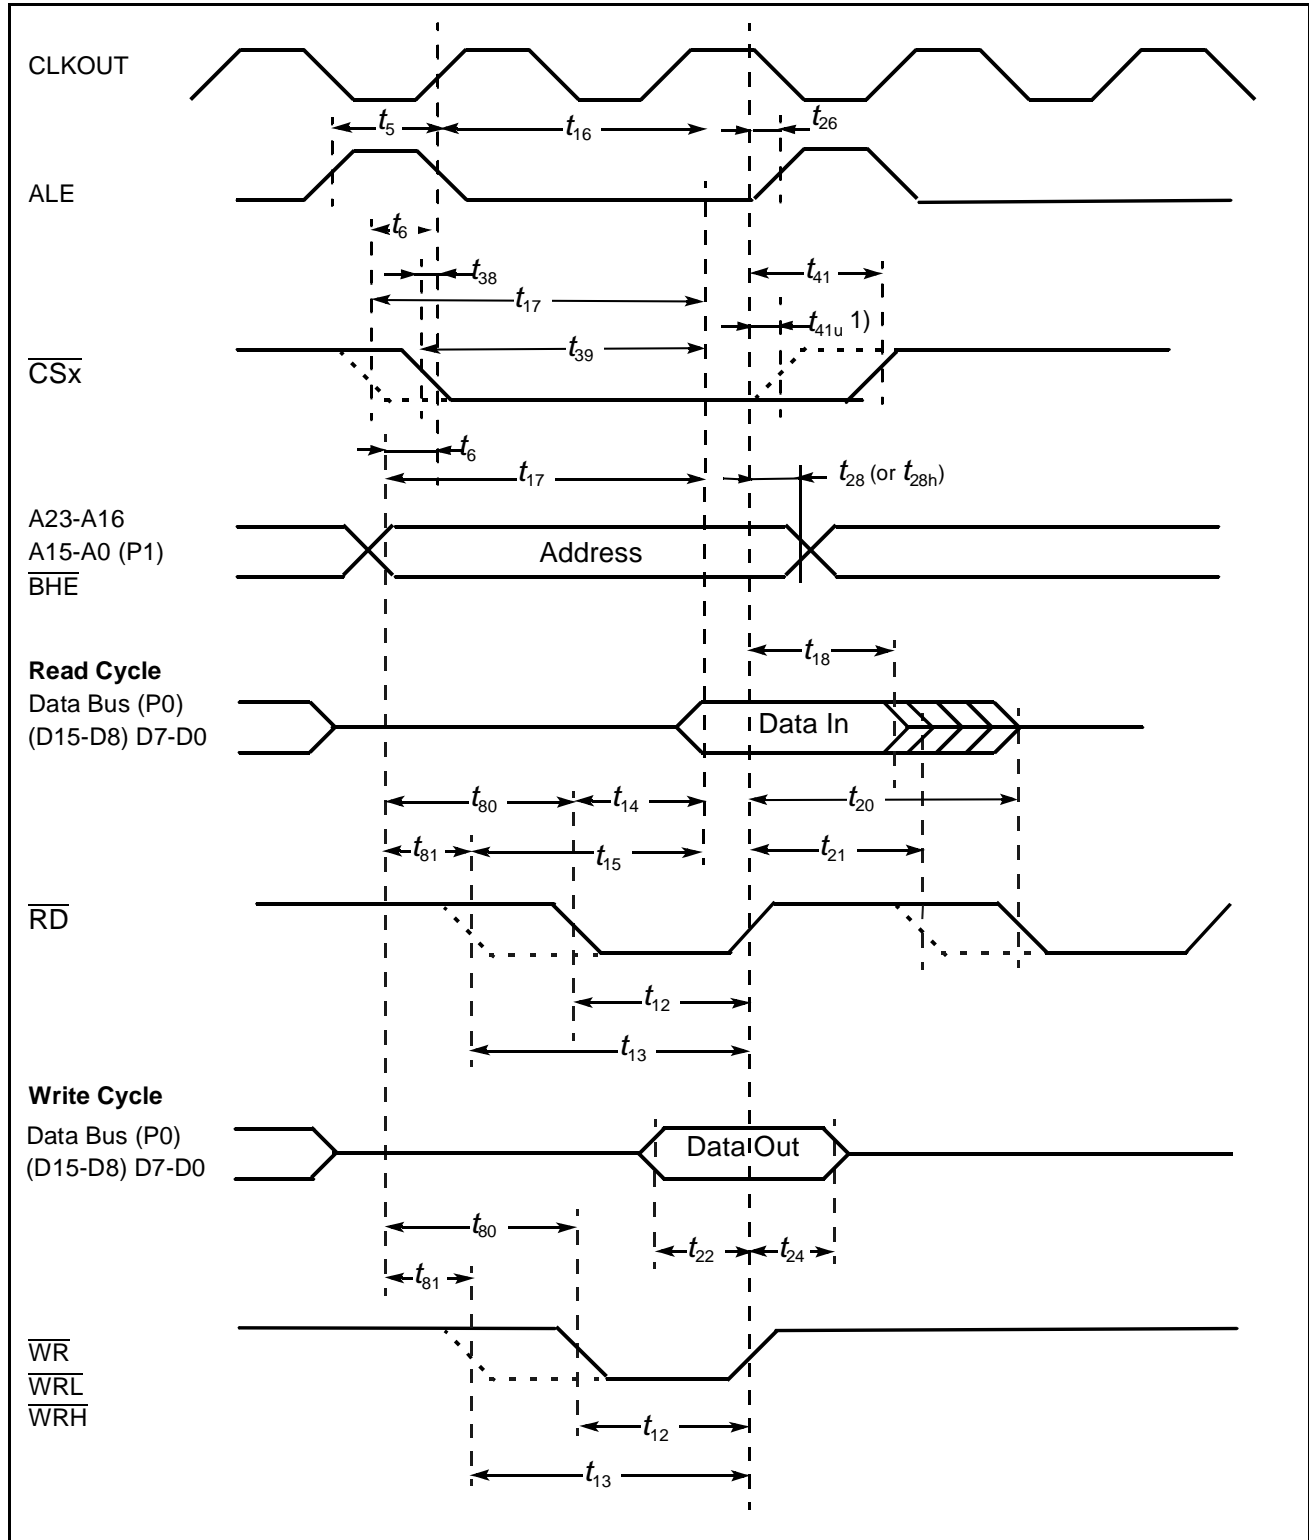 CLKOUT
t5
t16
t26
ALE
t6
t38
t41
t17
t41u 1)
t39
CSx
t6
t17
t28 (or t28h)
A23-A16
A15-A0 (P1)
Address
BHE
t18
Read Cycle
Data Bus (P0)
Data In
(D15-D8) D7-D0
t80
t14
t20
t81
t15
t21
RD
t12
t13
Write Cycle
Data Bus (P0)
Data Out
(D15-D8) D7-D0
t80
t22
t24
t81
WR
WRL
WRH
t12
t13